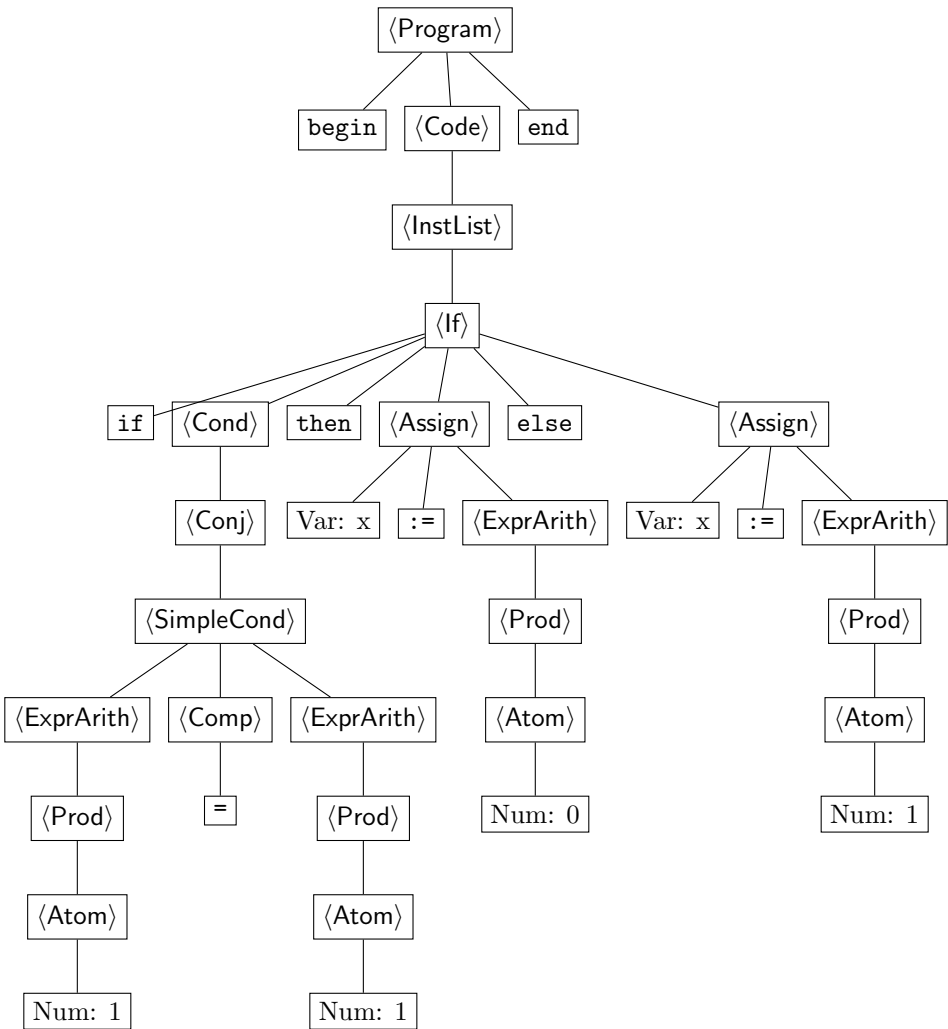 ⟨Program⟩
begin ⟨Code⟩ end
⟨InstList⟩
⟨If⟩
if ⟨Cond⟩ then ⟨Assign⟩ else ⟨Assign⟩
⟨Conj⟩ Var: x := ⟨ExprArith⟩ Var: x := ⟨ExprArith⟩
⟨SimpleCond⟩ ⟨Prod⟩ ⟨Prod⟩
⟨ExprArith⟩ ⟨Comp⟩ ⟨ExprArith⟩ ⟨Atom⟩ ⟨Atom⟩
⟨Prod⟩ = ⟨Prod⟩ Num: 0 Num: 1
⟨Atom⟩ ⟨Atom⟩
Num: 1 Num: 1